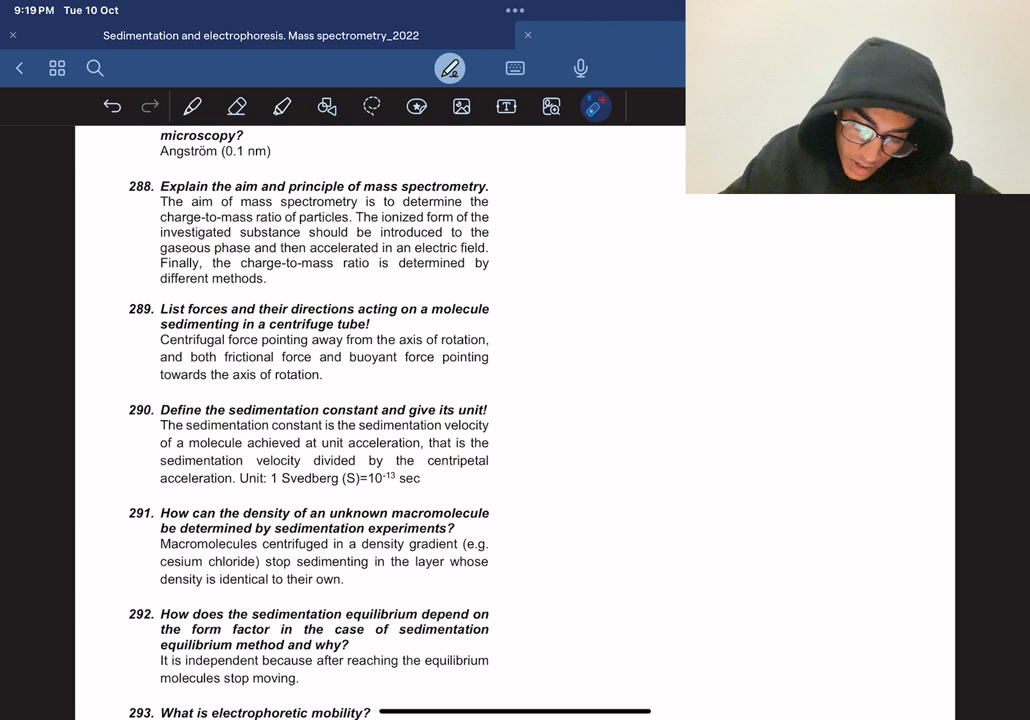 9:19 PM Tue 10 Oct
Sedimentation and electrophoresis. Mass spectrometry_2022
microscopy?
Angström (0.1 nm)
288. Explain the aim and principle of mass spectrometry.
The aim of mass spectrometry is to determine the
charge-to-mass ratio of particles. The ionized form of the
investigated substance should be introduced to the
gaseous phase and then accelerated in an electric field.
Finally, the charge-to-mass ratio is determined by
different methods.
289. List forces and their directions acting on a molecule
sedimenting in a centrifuge tube!
Centrifugal force pointing away from the axis of rotation,
and both frictional force and buoyant force pointing
towards the axis of rotation.
290. Define the sedimentation constant and give its unit!
The sedimentation constant is the sedimentation velocity
of a molecule achieved at unit acceleration, that is the
sedimentation velocity divided by the centripetal
acceleration. Unit: 1 Svedberg (S)=10⁻¹³ sec
291. How can the density of an unknown macromolecule
be determined by sedimentation experiments?
Macromolecules centrifuged in a density gradient (e.g.
cesium chloride) stop sedimenting in the layer whose
density is identical to their own.
292. How does the sedimentation equilibrium depend on
the form factor in the case of sedimentation
equilibrium method and why?
It is independent because after reaching the equilibrium
molecules stop moving.
293. What is electrophoretic mobility?